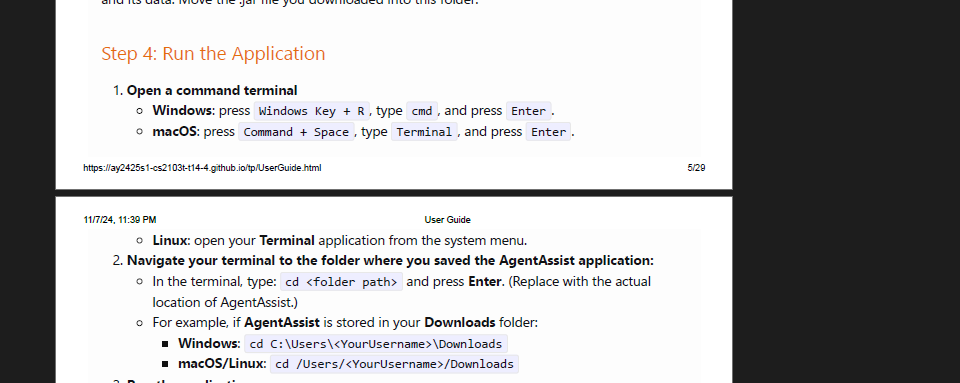 and its data. Move the .jar file you downloaded into this folder.
Step 4: Run the Application
1. Open a command terminal
Windows: press Windows Key + R, type cmd, and press Enter.
macOS: press Command + Space, type Terminal, and press Enter.
https://ay2425s1-cs2103t-t14-4.github.io/tp/UserGuide.html 5/29
11/7/24, 11:39 PM User Guide
Linux: open your Terminal application from the system menu.
2. Navigate your terminal to the folder where you saved the AgentAssist application:
In the terminal, type: cd <folder path> and press Enter. (Replace with the actual
location of AgentAssist.)
For example, if AgentAssist is stored in your Downloads folder:
Windows: cd C:\Users\<YourUsername>\Downloads
macOS/Linux: cd /Users/<YourUsername>/Downloads